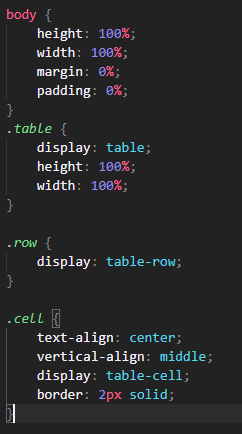 body {
    height: 100%;
    width: 100%;
    margin: 0%;
    padding: 0%;
}
.table {
    display: table;
    height: 100%;
    width: 100%;
}

.row {
    display: table-row;
}

.cell {
    text-align: center;
    vertical-align: middle;
    display: table-cell;
    border: 2px solid;
}